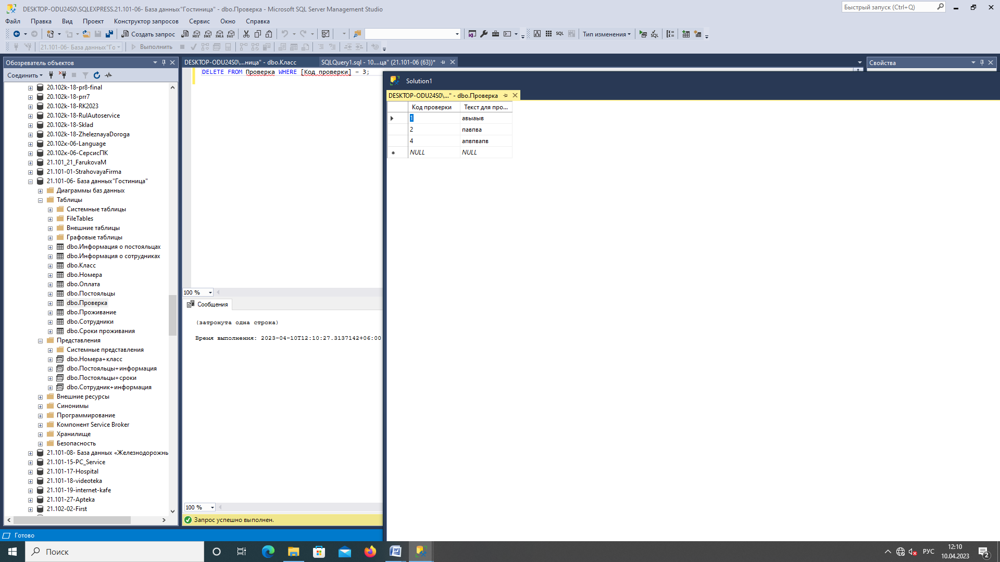 DESKTOP-ODU24S0\SQLEXPRESS.21.101-06- База данных"Гостиница" - dbo.Проверка - Microsoft SQL Server Management Studio
Быстрый запуск (Ctrl+Q)
Файл Правка Вид Проект Конструктор запросов Сервис Окно Справка
Создать запрос
MDX DMX XMLA DAX
SQL
Тип изменения
21.101-06- База данных"Го
Выполнить
Обозреватель объектов
Соединить
20.102k-18-pr8-final
20.102k-18-prr7
20.102k-18-RK2023
20.102k-18-RulAutoservice
20.102k-18-Sklad
20.102k-18-ZheleznayaDoroga
20.102к-06-Language
20.102к-06-СерсисПК
21.101_21_FarukovaM
21.101-01-StrahovayaFirma
21.101-06- База данных"Гостиница"
Диаграммы баз данных
Таблицы
Системные таблицы
FileTables
Внешние таблицы
Графовые таблицы
dbo.Информация о постояльцах
dbo.Информация о сотрудниках
dbo.Класс
dbo.Номера
dbo.Оплата
dbo.Постояльцы
dbo.Проверка
dbo.Проживание
dbo.Сотрудники
dbo.Сроки проживания
Представления
Системные представления
dbo.Номера+класс
dbo.Постояльцы+информация
dbo.Постояльцы+сроки
dbo.Сотрудник+информация
Внешние ресурсы
Синонимы
Программирование
Компонент Service Broker
Хранилище
Безопасность
21.101-08- База данных «Железнодорожнь
21.101-15-PC_Service
21.101-17-Hospital
21.101-18-videoteka
21.101-19-internet-kafe
21.101-27-Apteka
21.102-02-First
DESKTOP-ODU24S0\...ница" - dbo.Класс
SQLQuery1.sql - 10....ца" (21.101-06 (63))*
DELETE FROM Проверка WHERE [Код проверки] = 3;
100 %
Сообщения
(затронута одна строка)
Время выполнения: 2023-04-10T12:10:27.3137142+06:00
100 %
Запрос успешно выполнен.
Свойства
Solution1
DESKTOP-ODU24S0\..." - dbo.Проверка
Код проверки Текст для про...
1 авыаыв
2 павпва
4 апвпвапв
NULL NULL
Готово
Поиск
РУС
12:10
10.04.2023
2